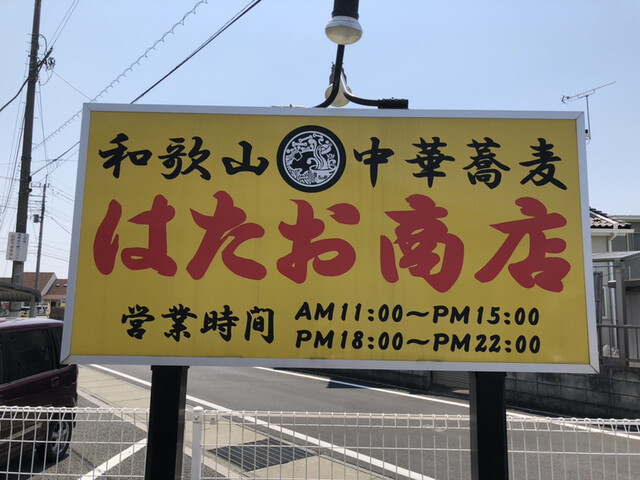 和歌山 中華蕎麦
はたお商店
営業時間 AM11:00～PM15:00
PM18:00～PM22:00